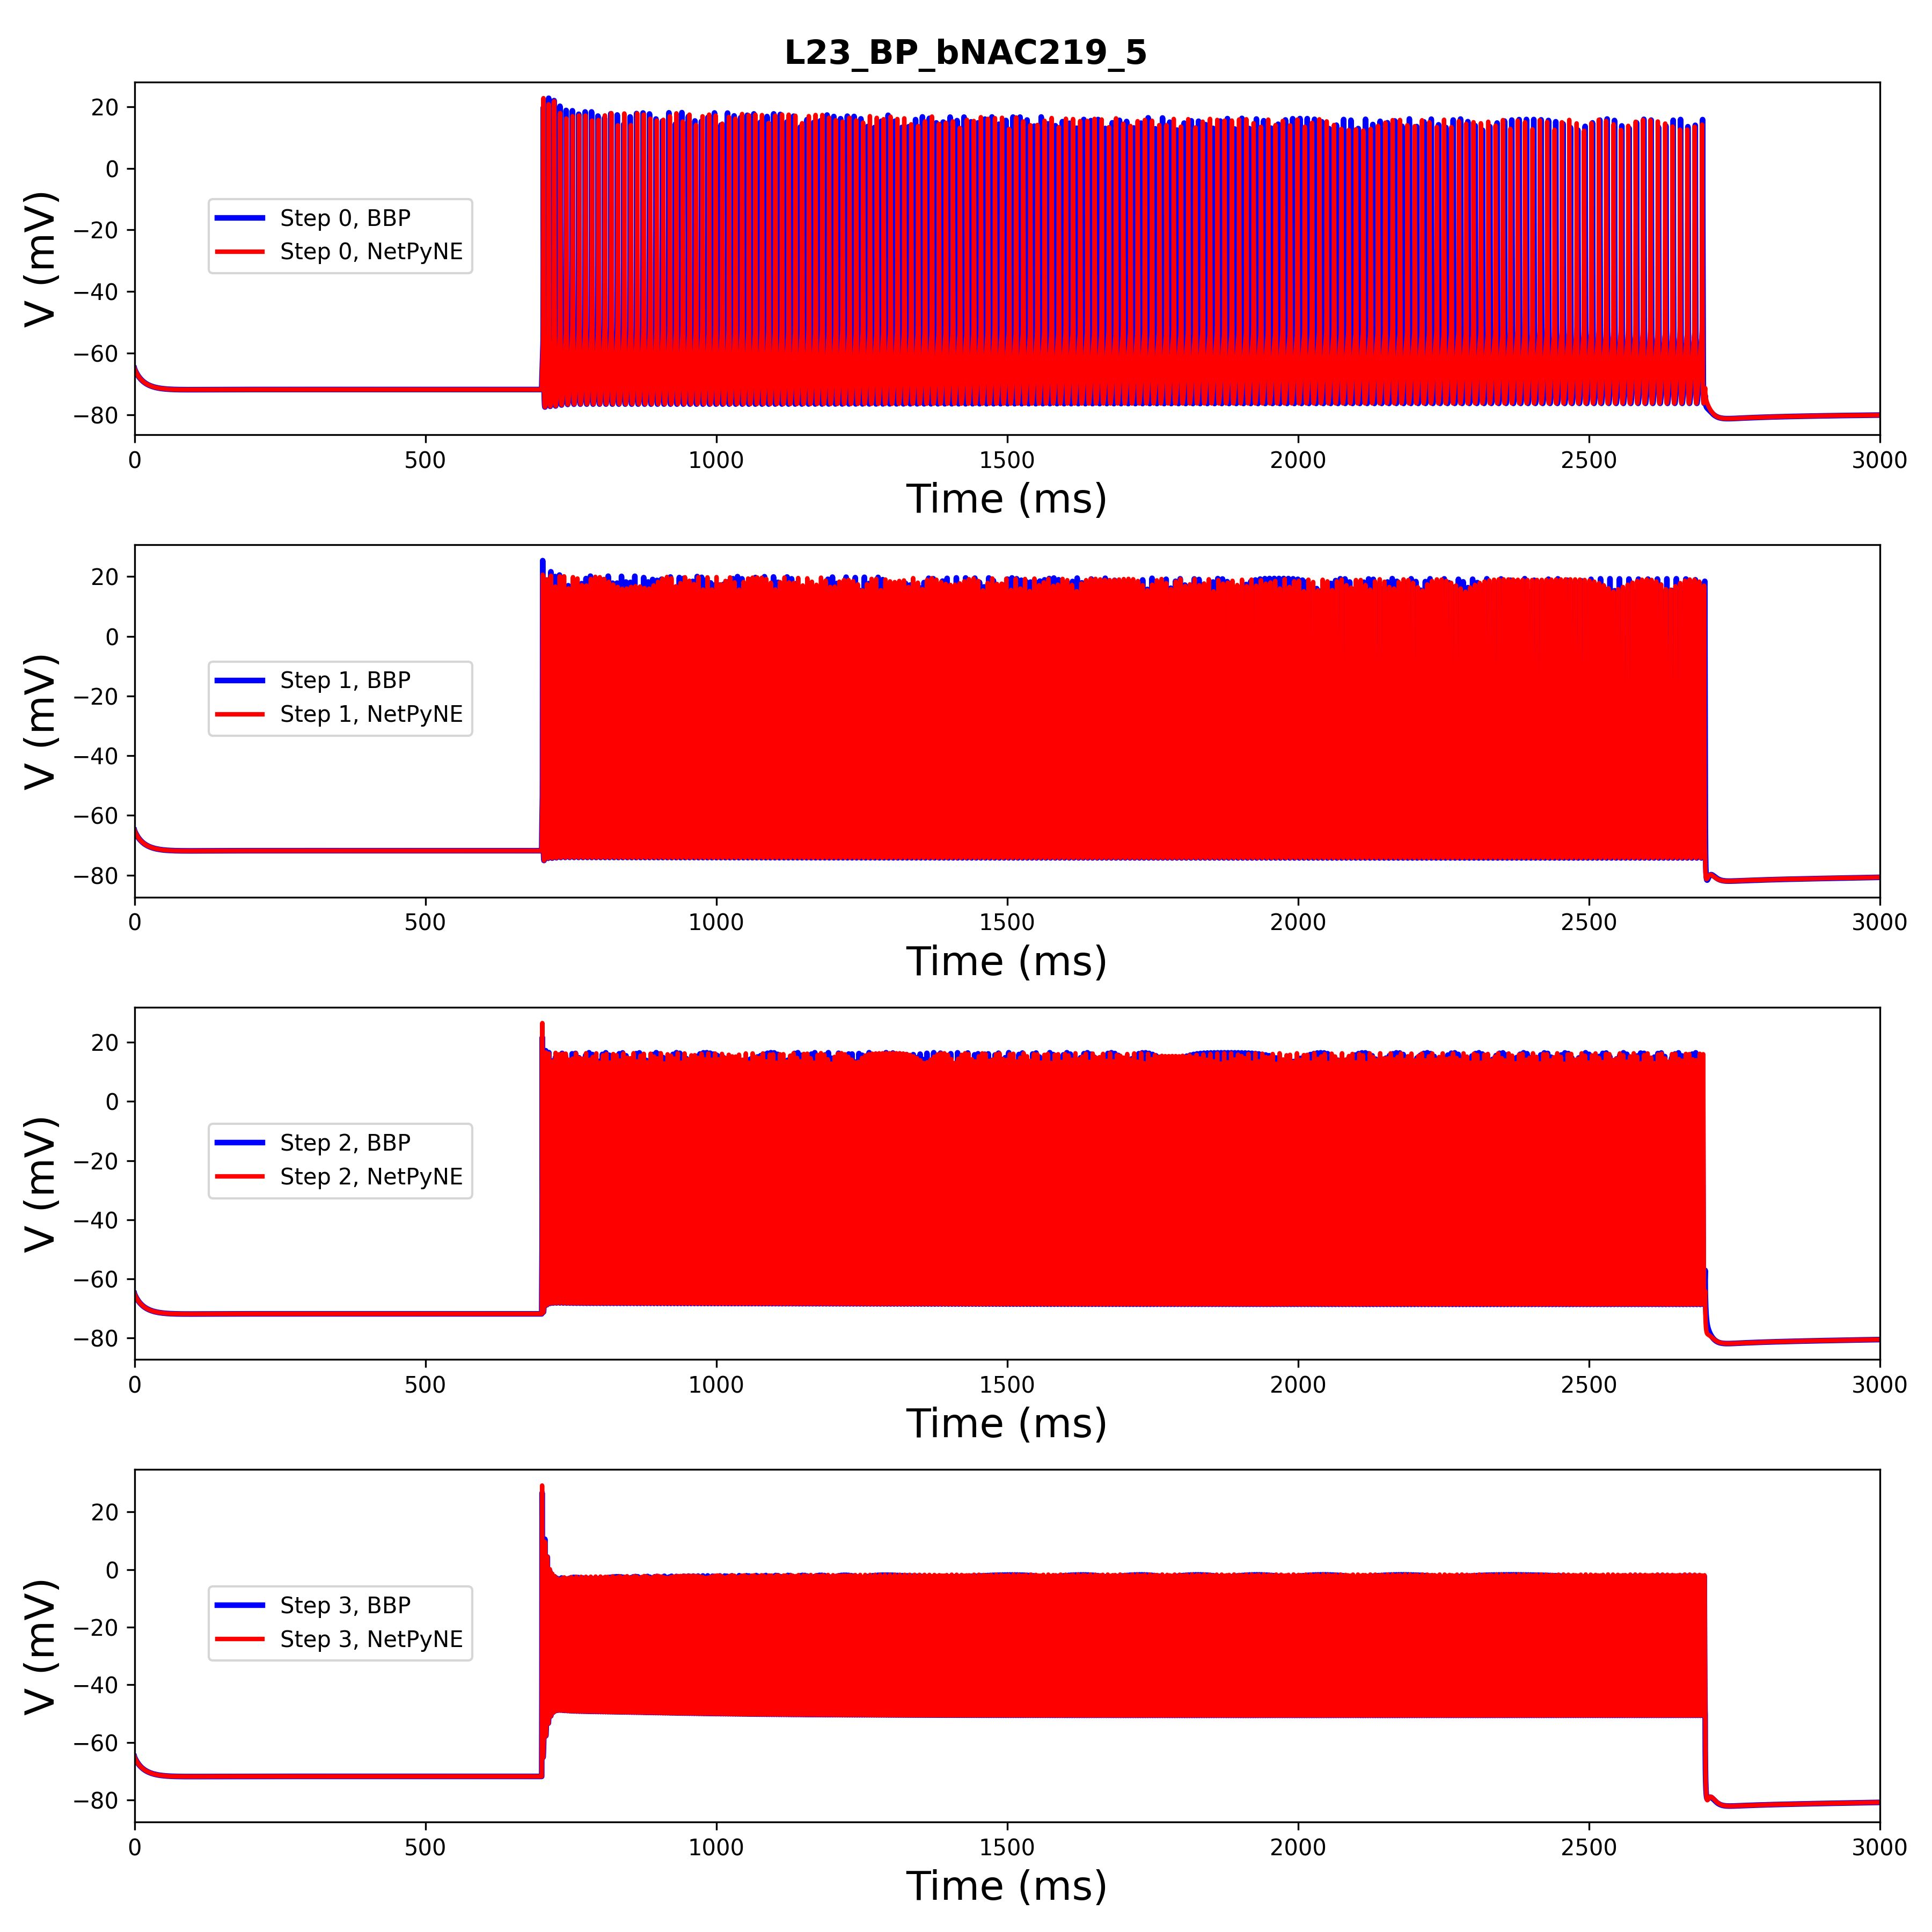 L23_BP_bNAC219_5
20
0
−20
−40
−60
−80
V (mV)
Step 0, BBP
Step 0, NetPyNE
0 500 1000 1500 2000 2500 3000
Time (ms)
20
0
−20
−40
−60
−80
V (mV)
Step 1, BBP
Step 1, NetPyNE
0 500 1000 1500 2000 2500 3000
Time (ms)
20
0
−20
−40
−60
−80
V (mV)
Step 2, BBP
Step 2, NetPyNE
0 500 1000 1500 2000 2500 3000
Time (ms)
20
0
−20
−40
−60
−80
V (mV)
Step 3, BBP
Step 3, NetPyNE
0 500 1000 1500 2000 2500 3000
Time (ms)